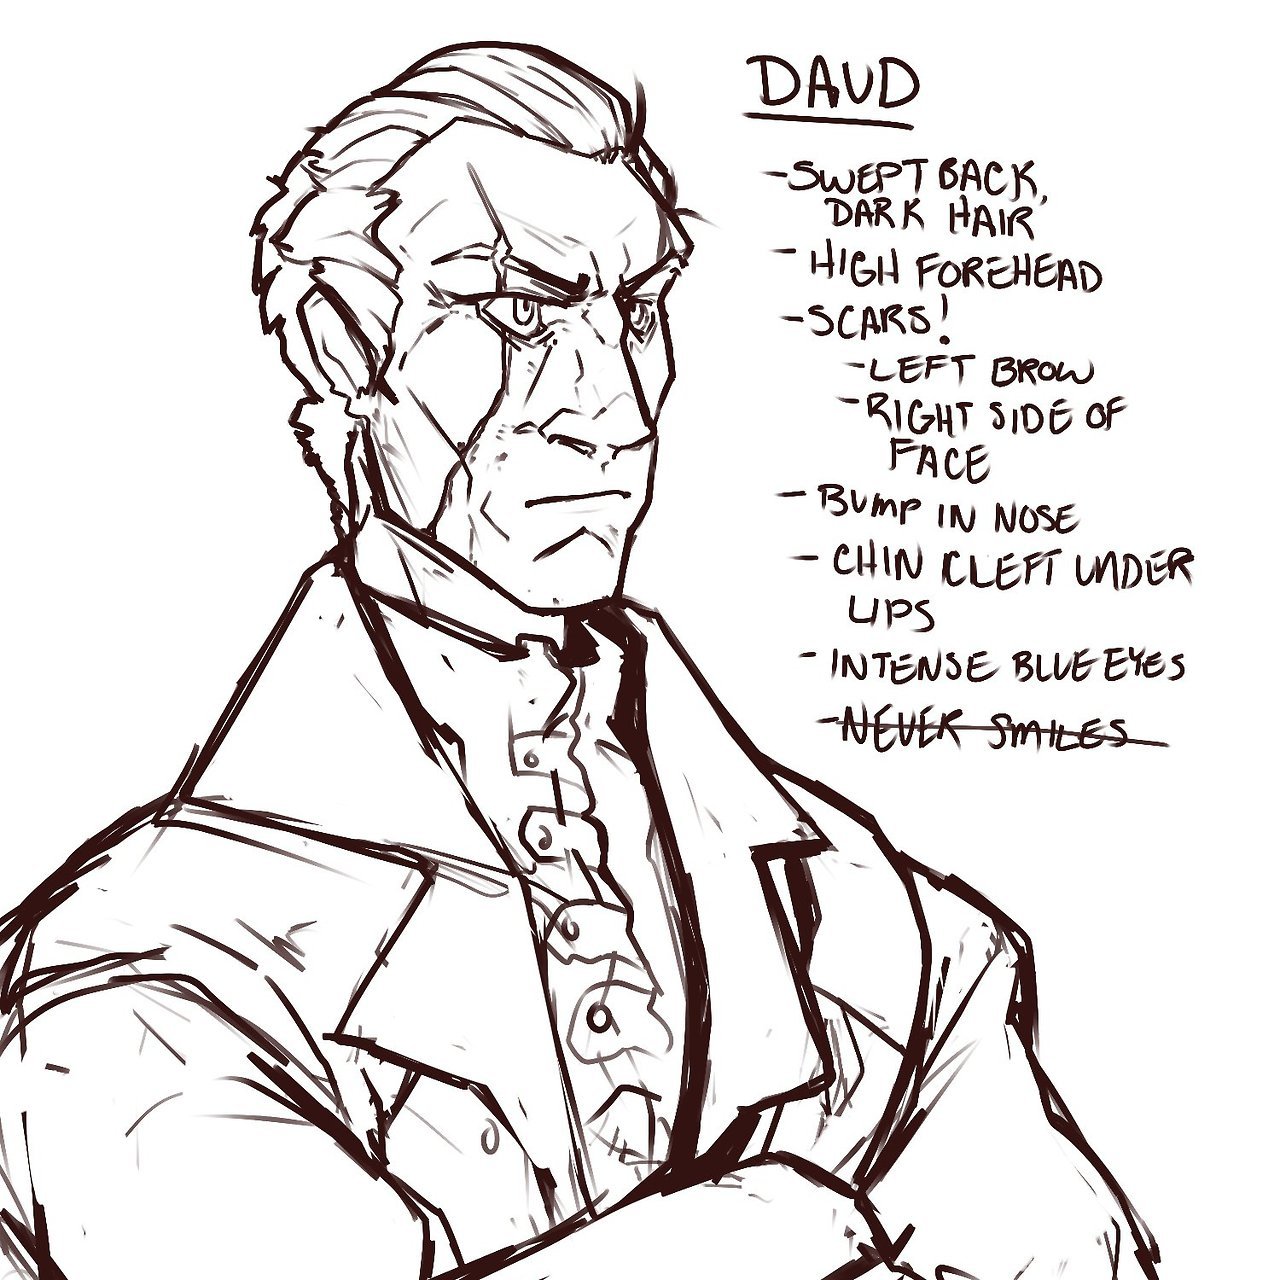 DAUD
-SWEPT BACK,
DARK HAIR
-HIGH FOREHEAD
-SCARS!
-LEFT BROW
-RIGHT SIDE OF
FACE
-BUMP IN NOSE
-CHIN CLEFT UNDER
LIPS
-INTENSE BLUE EYES
-NEVER SMILES